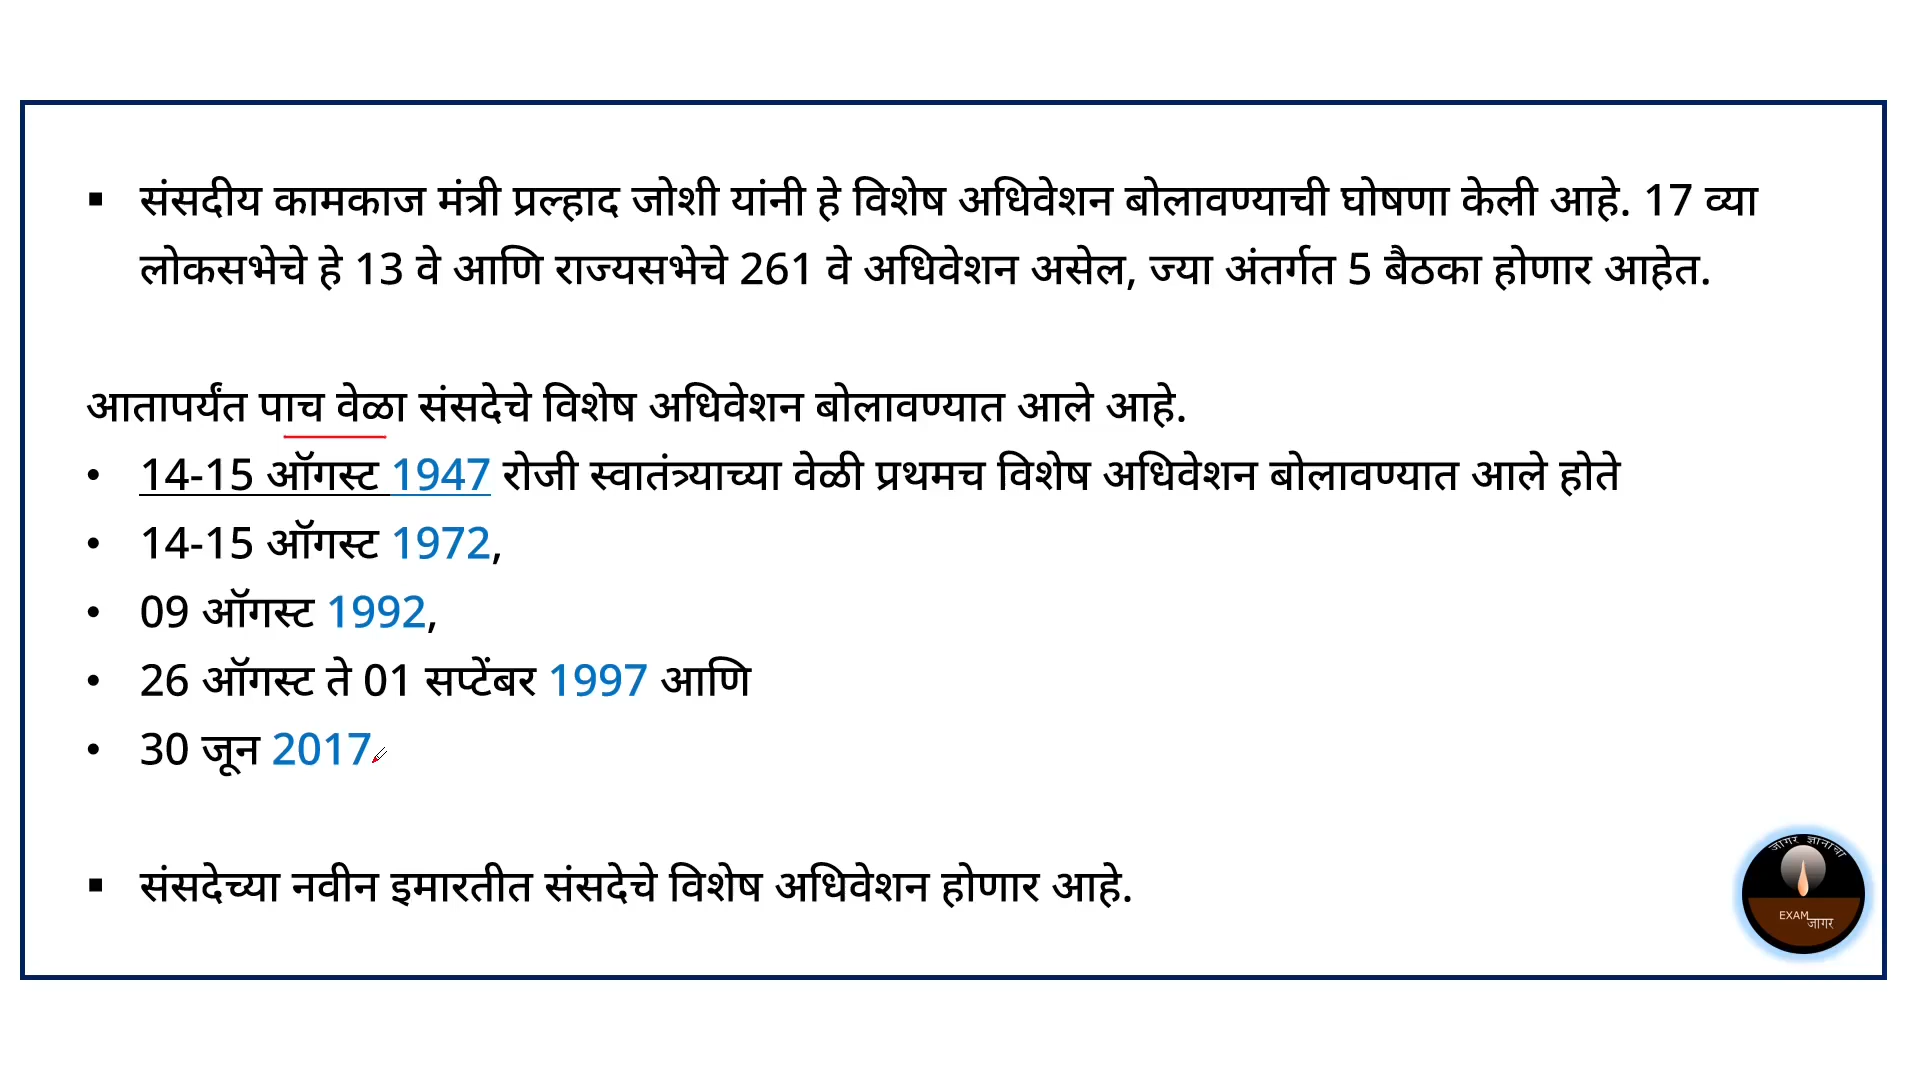 ▪ संसदीय कामकाज मंत्री प्रल्हाद जोशी यांनी हे विशेष अधिवेशन बोलावण्याची घोषणा केली आहे. 17 व्या
लोकसभेचे हे 13 वे आणि राज्यसभेचे 261 वे अधिवेशन असेल, ज्या अंतर्गत 5 बैठका होणार आहेत.
आतापर्यंत पाच वेळा संसदेचे विशेष अधिवेशन बोलावण्यात आले आहे.
• 14-15 ऑगस्ट 1947 रोजी स्वातंत्र्याच्या वेळी प्रथमच विशेष अधिवेशन बोलावण्यात आले होते
• 14-15 ऑगस्ट 1972,
• 09 ऑगस्ट 1992,
• 26 ऑगस्ट ते 01 सप्टेंबर 1997 आणि
• 30 जून 2017
▪ संसदेच्या नवीन इमारतीत संसदेचे विशेष अधिवेशन होणार आहे.
जागर ज्ञानाचा
EXAM
जागर